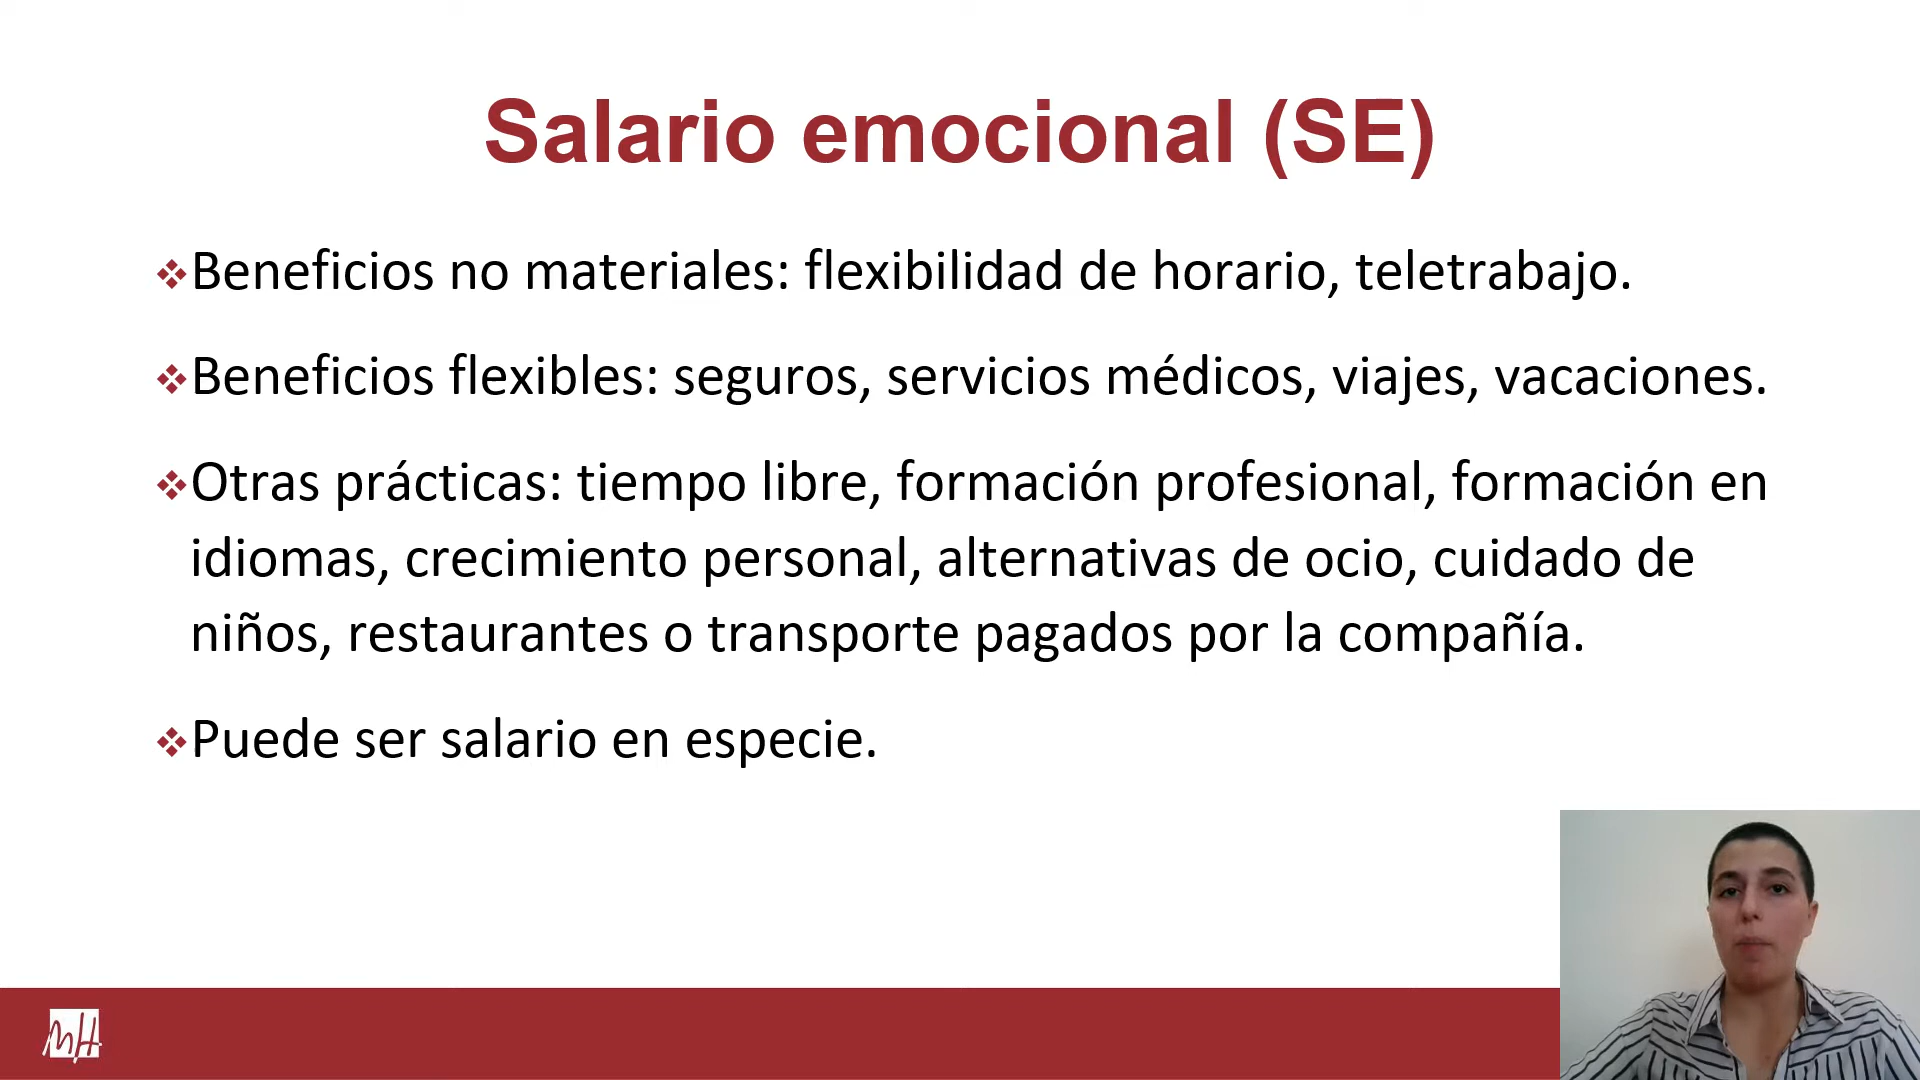 Salario emocional (SE)
❖Beneficios no materiales: flexibilidad de horario, teletrabajo.
❖Beneficios flexibles: seguros, servicios médicos, viajes, vacaciones.
❖Otras prácticas: tiempo libre, formación profesional, formación en
idiomas, crecimiento personal, alternativas de ocio, cuidado de
niños, restaurantes o transporte pagados por la compañía.
❖Puede ser salario en especie.
MH